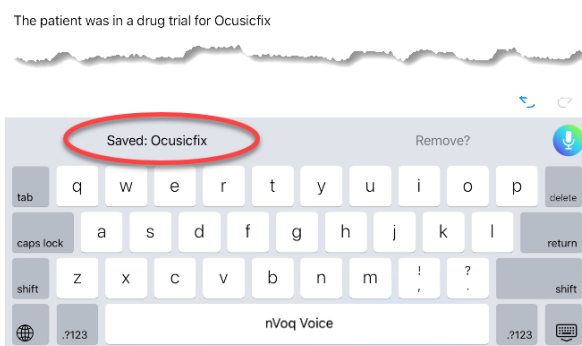 The patient was in a drug trial for Ocusicfix
Saved: Ocusicfix Remove?
tab q w e r t y u i o p delete
caps lock a s d f g h j k l return
shift z x c v b n m ! , ? . shift
.?123 nVoq Voice .?123